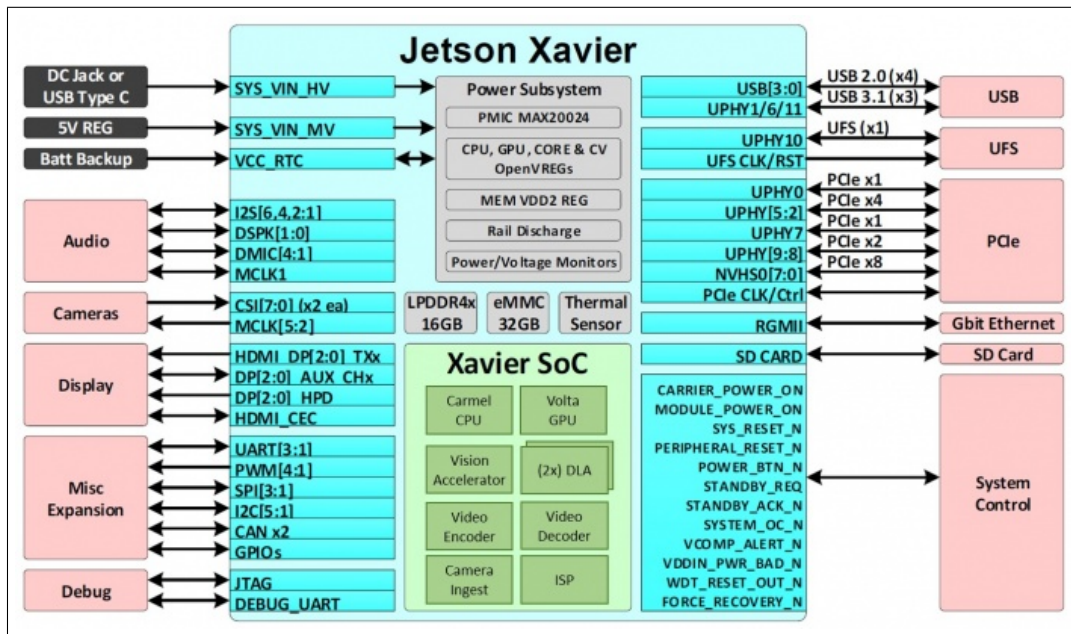 Jetson Xavier
DC Jack or
USB Type C
5V REG
Batt Backup
SYS_VIN_HV
SYS_VIN_MV
VCC_RTC
Audio
I2S[6,4,2:1]
DSPK[1:0]
DMIC[4:1]
MCLK1
Cameras
CSI[7:0] (x2 ea)
MCLK[5:2]
Display
HDMI_DP[2:0]_TXx
DP[2:0]_AUX_CHx
DP[2:0]_HPD
HDMI_CEC
Misc
Expansion
UART[3:1]
PWM[4:1]
SPI[3:1]
I2C[5:1]
CAN x2
GPIOs
Debug
JTAG
DEBUG_UART
Power Subsystem
PMIC MAX20024
CPU, GPU, CORE & CV
OpenVREGs
MEM VDD2 REG
Rail Discharge
Power/Voltage Monitors
LPDDR4x
16GB
eMMC
32GB
Thermal
Sensor
Xavier SoC
Carmel
CPU
Volta
GPU
Vision
Accelerator
(2x) DLA
Video
Encoder
Video
Decoder
Camera
Ingest
ISP
USB[3:0]
UPHY1/6/11
UPHY10
UFS CLK/RST
UPHY0
UPHY[5:2]
UPHY7
UPHY[9:8]
NVHS0[7:0]
PCIe CLK/Ctrl
RGMII
SD CARD
CARRIER_POWER_ON
MODULE_POWER_ON
SYS_RESET_N
PERIPHERAL_RESET_N
POWER_BTN_N
STANDBY_REQ
STANDBY_ACK_N
SYSTEM_OC_N
VCOMP_ALERT_N
VDDIN_PWR_BAD_N
WDT_RESET_OUT_N
FORCE_RECOVERY_N
USB 2.0 (x4)
USB 3.1 (x3)
UFS (x1)
PCIe x1
PCIe x4
PCIe x1
PCIe x2
PCIe x8
USB
UFS
PCIe
Gbit Ethernet
SD Card
System
Control